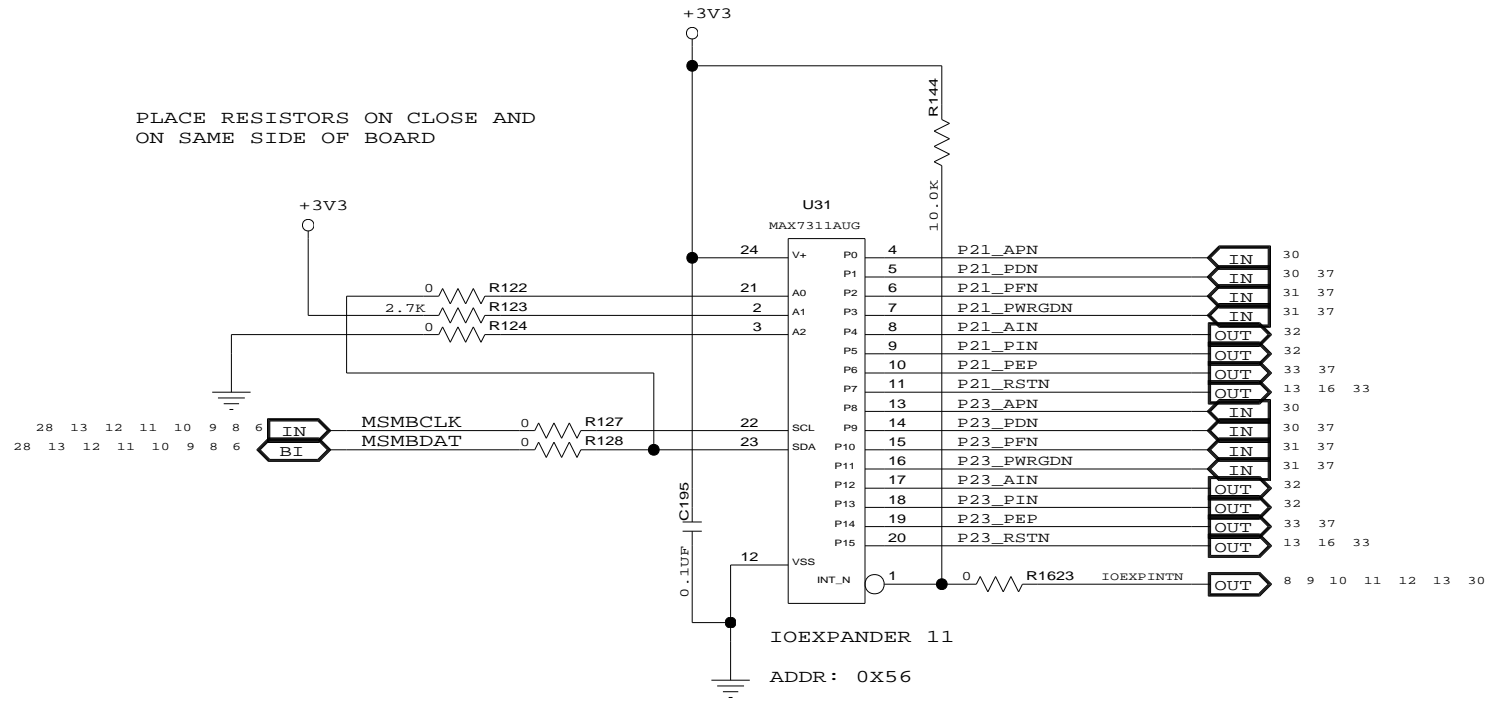 +3V3
PLACE RESISTORS ON CLOSE AND
ON SAME SIDE OF BOARD
R144
10.0K
+3V3
U31
MAX7311AUG
24 V+ P0 4 P21_APN IN 30
P1 5 P21_PDN IN 30 37
0 R122 21 A0 P2 6 P21_PFN IN 31 37
2.7K R123 2 A1 P3 7 P21_PWRGDN IN 31 37
0 R124 3 A2 P4 8 P21_AIN OUT 32
P5 9 P21_PIN OUT 32
P6 10 P21_PEP OUT 33 37
P7 11 P21_RSTN OUT 13 16 33
P8 13 P23_APN IN 30
28 13 12 11 10 9 8 6 IN MSMBCLK 0 R127 22 SCL P9 14 P23_PDN IN 30 37
28 13 12 11 10 9 8 6 BI MSMBDAT 0 R128 23 SDA P10 15 P23_PFN IN 31 37
P11 16 P23_PWRGDN IN 31 37
P12 17 P23_AIN OUT 32
P13 18 P23_PIN OUT 32
P14 19 P23_PEP OUT 33 37
P15 20 P23_RSTN OUT 13 16 33
C195
0.1UF
12 VSS
INT_N 1 0 R1623 IOEXPINTN OUT 8 9 10 11 12 13 30
IOEXPANDER 11
ADDR: 0X56